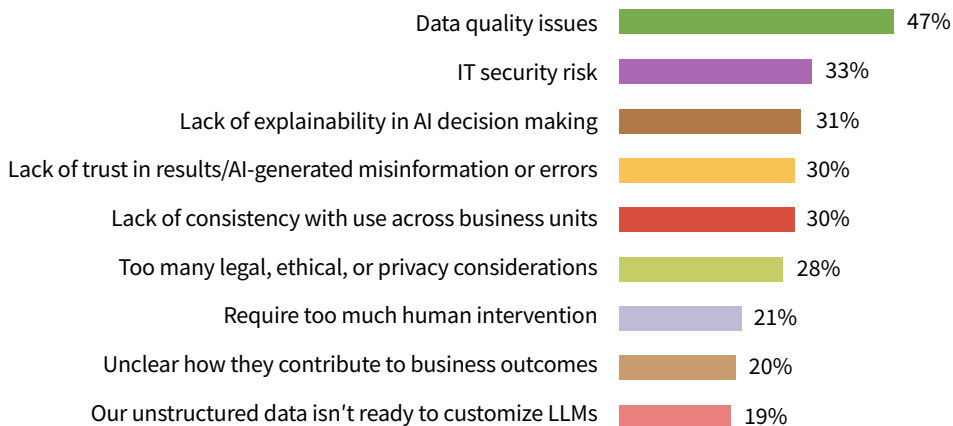 Data quality issues 47%
IT security risk 33%
Lack of explainability in AI decision making 31%
Lack of trust in results/AI-generated misinformation or errors 30%
Lack of consistency with use across business units 30%
Too many legal, ethical, or privacy considerations 28%
Require too much human intervention 21%
Unclear how they contribute to business outcomes 20%
Our unstructured data isn't ready to customize LLMs 19%